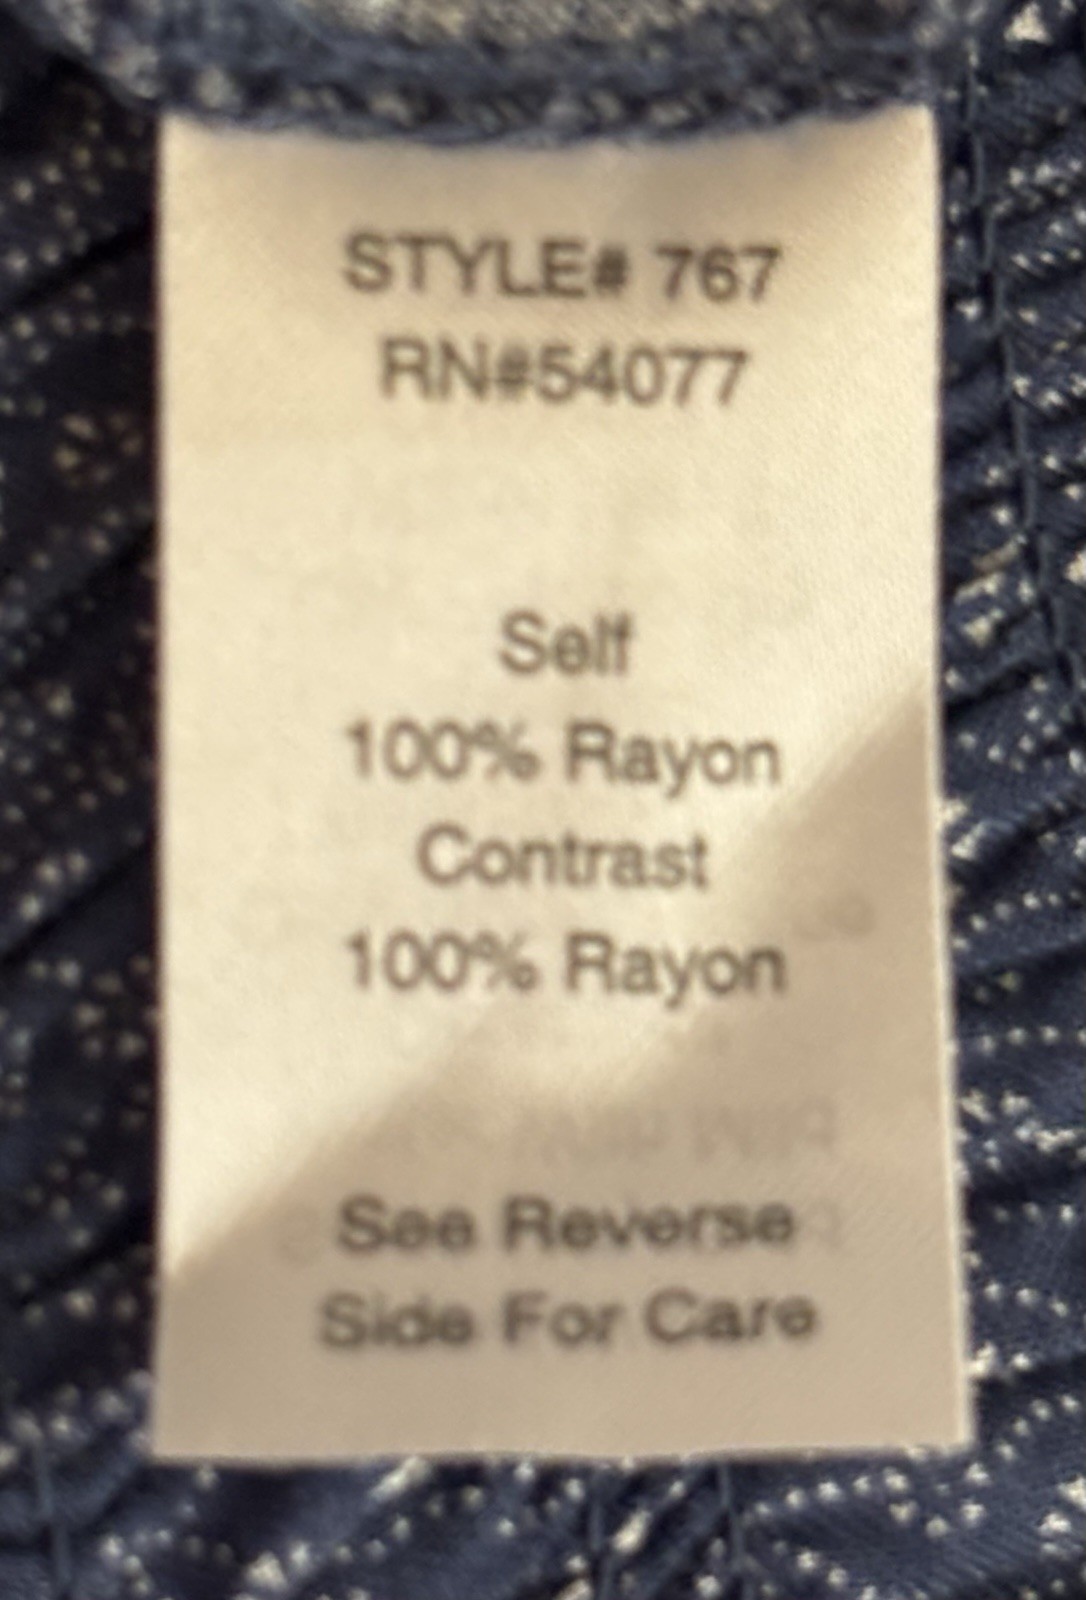 STYLE# 767
RN#54077
Self
100% Rayon
Contrast
100% Rayon
See Reverse
Side For Care